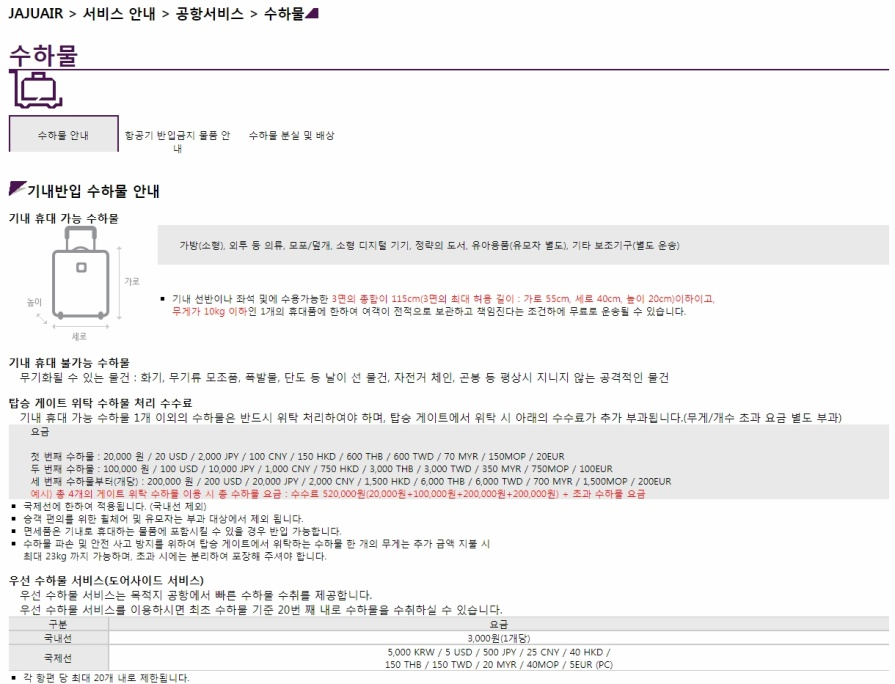 JAJUAIR > 서비스 안내 > 공항서비스 > 수하물
수하물
수하물 안내
항공기 반입금지 물품 안
내
수하물 분실 및 배상
기내반입 수하물 안내
기내 휴대 가능 수하물
가방(소형), 외투 등 의류, 모포/덮개, 소형 디지털 기기, 정략의 도서, 유아용품(유모차 별도), 기타 보조기구(별도 운송)
가로
높이
세로
▪ 기내 선반이나 좌석 및에 수용가능한 3면의 총합이 115cm(3면의 최대 허용 길이 : 가로 55cm, 세로 40cm, 높이 20cm)이하이고,
무게가 10kg 이하인 1개의 휴대품에 한하여 여객이 전적으로 보관하고 책임진다는 조건하에 무료로 운송될 수 있습니다.
기내 휴대 불가능 수하물
무기화될 수 있는 물건 : 화기, 무기류 모조품, 폭발물, 단도 등 날이 선 물건, 자전거 체인, 곤봉 등 평상시 지니지 않는 공격적인 물건
탑승 게이트 위탁 수하물 처리 수수료
기내 휴대 가능 수하물 1개 이외의 수하물은 반드시 위탁 처리하여야 하며, 탑승 게이트에서 위탁 시 아래의 수수료가 추가 부과됩니다.(무게/개수 초과 요금 별도 부과)
요금
첫 번째 수하물 : 20,000 원 / 20 USD / 2,000 JPY / 100 CNY / 150 HKD / 600 THB / 600 TWD / 70 MYR / 150MOP / 20EUR
두 번째 수하물 : 100,000 원 / 100 USD / 10,000 JPY / 1,000 CNY / 750 HKD / 3,000 THB / 3,000 TWD / 350 MYR / 750MOP / 100EUR
세 번째 수하물부터(개당) : 200,000 원 / 200 USD / 20,000 JPY / 2,000 CNY / 1,500 HKD / 6,000 THB / 6,000 TWD / 700 MYR / 1,500MOP / 200EUR
예시) 총 4개의 게이트 위탁 수하물 이용 시 총 수하물 요금 : 수수료 520,000원(20,000원+100,000원+200,000원+200,000원) + 초과 수하물 요금
▪ 국제선에 한하여 적용됩니다. (국내선 제외)
▪ 승객 편의를 위한 휠체어 및 유모차는 부과 대상에서 제외 됩니다.
▪ 면세품은 기내로 휴대하는 물품에 포함시킬 수 있을 경우 반입 가능합니다.
▪ 수하물 파손 및 안전 사고 방지를 위하여 탑승 게이트에서 위탁하는 수하물 한 개의 무게는 추가 금액 지불 시
최대 23kg 까지 가능하며, 초과 시에는 분리하여 포장해 주셔야 합니다.
우선 수하물 서비스(도어사이드 서비스)
우선 수하물 서비스는 목적지 공항에서 빠른 수하물 수취를 제공합니다.
우선 수하물 서비스를 이용하시면 최초 수하물 기준 20번 째 내로 수하물을 수취하실 수 있습니다.
구분 요금
국내선 3,000원(1개당)
국제선 5,000 KRW / 5 USD / 500 JPY / 25 CNY / 40 HKD /
150 THB / 150 TWD / 20 MYR / 40MOP / 5EUR (PC)
▪ 각 항편 당 최대 20개 내로 제한됩니다.